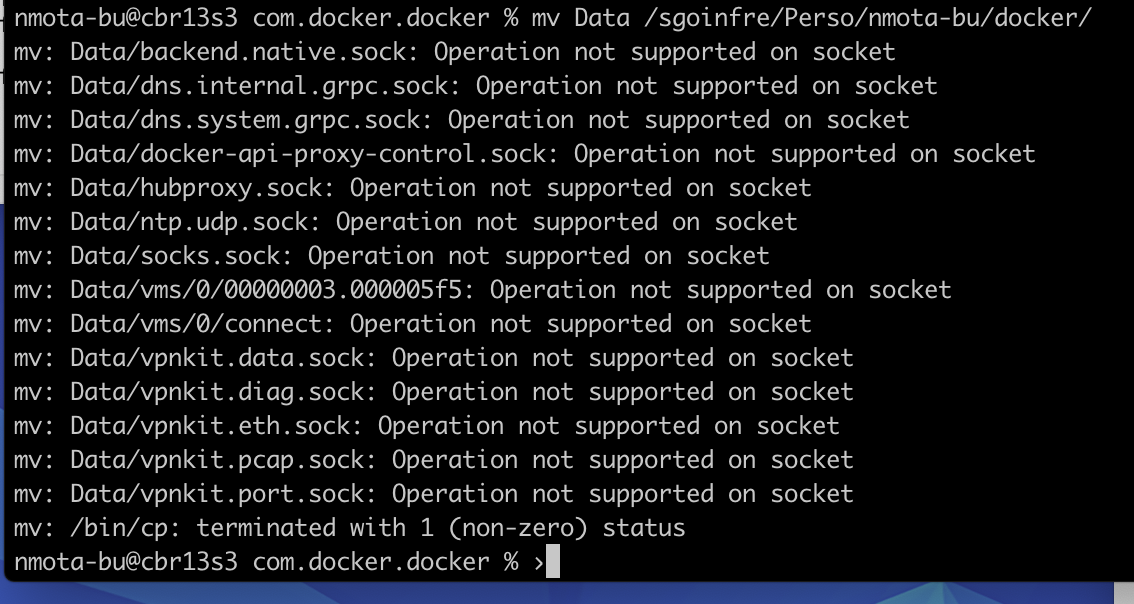 nmota-bu@cbr13s3 com.docker.docker % mv Data /sgoinfre/Perso/nmota-bu/docker/
mv: Data/backend.native.sock: Operation not supported on socket
mv: Data/dns.internal.grpc.sock: Operation not supported on socket
mv: Data/dns.system.grpc.sock: Operation not supported on socket
mv: Data/docker-api-proxy-control.sock: Operation not supported on socket
mv: Data/hubproxy.sock: Operation not supported on socket
mv: Data/ntp.udp.sock: Operation not supported on socket
mv: Data/socks.sock: Operation not supported on socket
mv: Data/vms/0/00000003.000005f5: Operation not supported on socket
mv: Data/vms/0/connect: Operation not supported on socket
mv: Data/vpnkit.data.sock: Operation not supported on socket
mv: Data/vpnkit.diag.sock: Operation not supported on socket
mv: Data/vpnkit.eth.sock: Operation not supported on socket
mv: Data/vpnkit.pcap.sock: Operation not supported on socket
mv: Data/vpnkit.port.sock: Operation not supported on socket
mv: /bin/cp: terminated with 1 (non-zero) status
nmota-bu@cbr13s3 com.docker.docker % ›